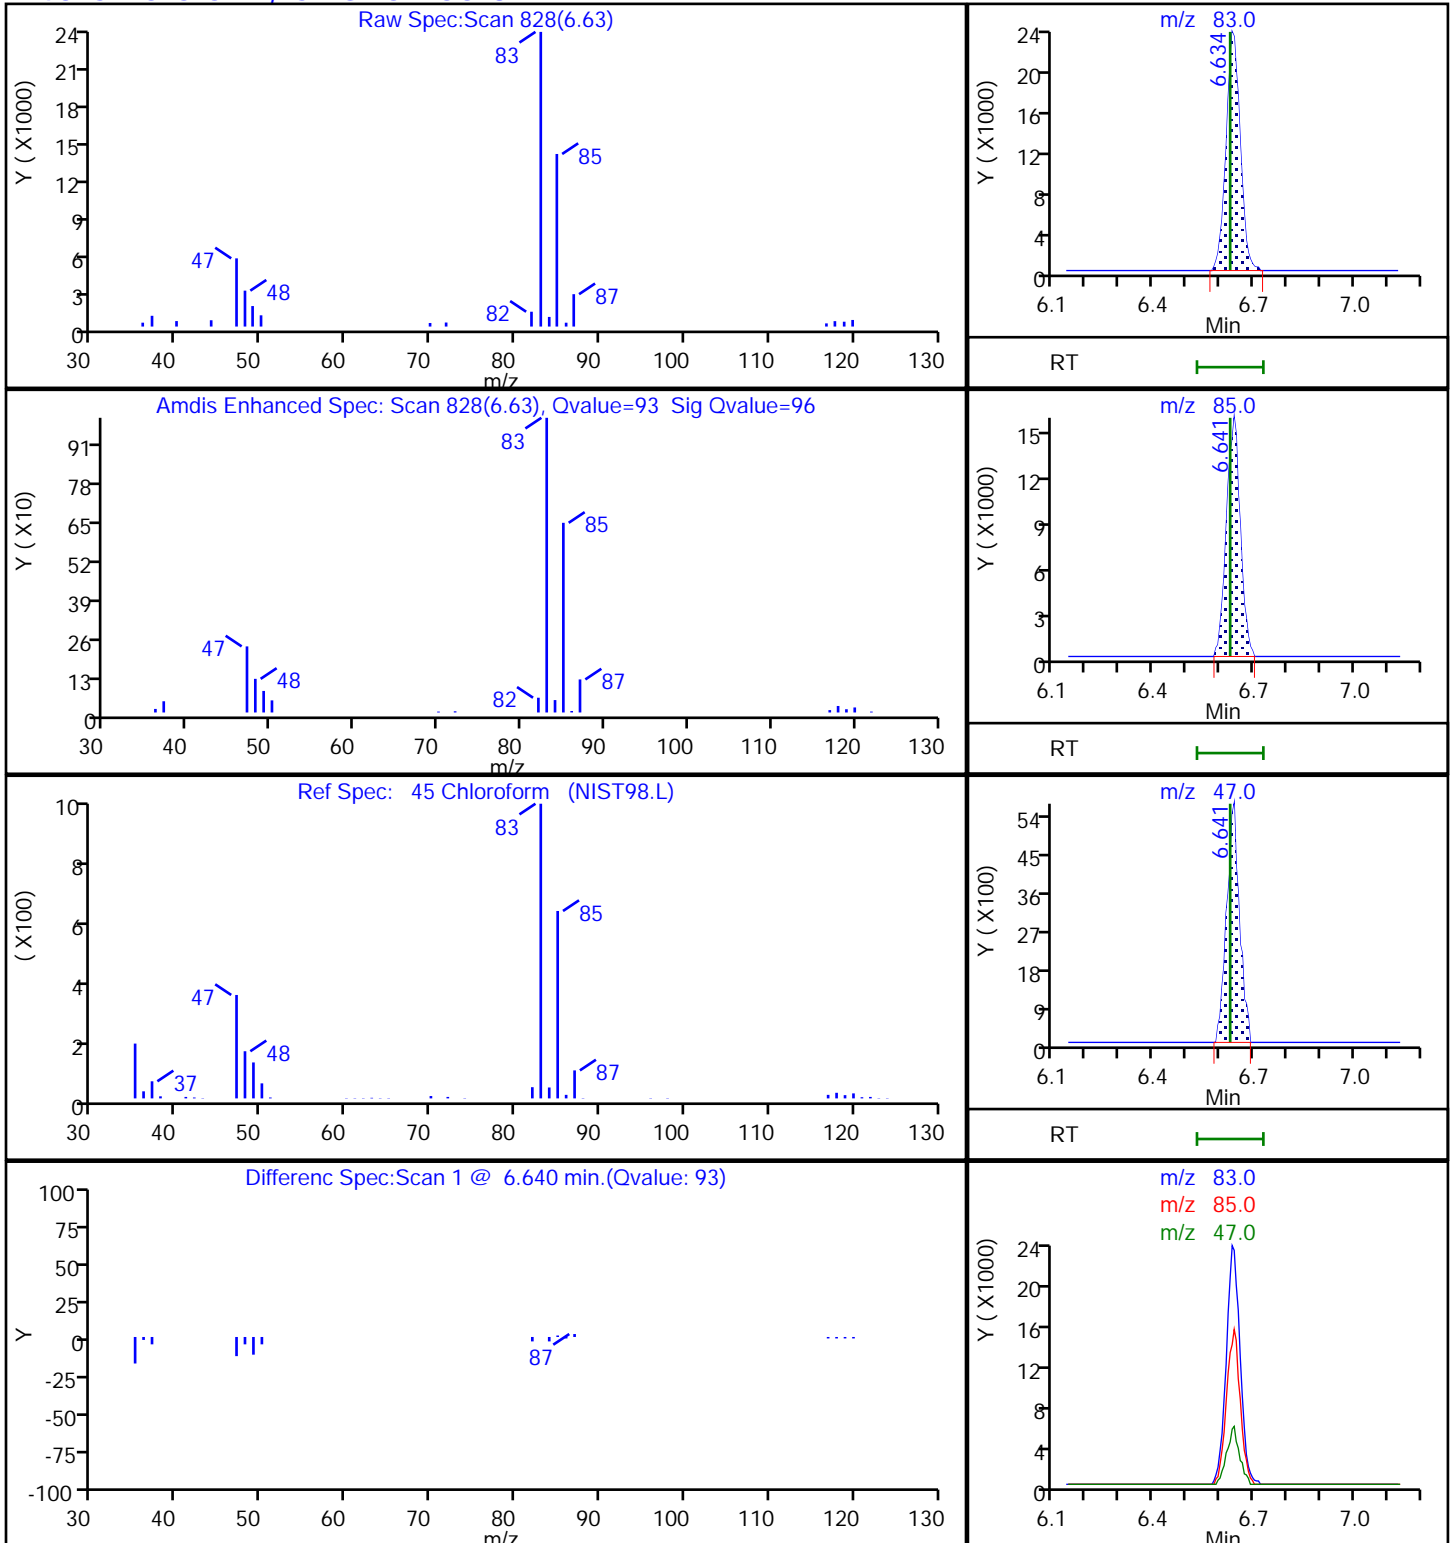 Raw Spec:Scan 828(6.63)
24
21
18
15
12
9
6
3
0
Y ( X1000)
83
85
47
48
82
87
30 40 50 60 70 80 90 100 110 120 130
m/z
m/z 83.0
24
20
16
12
8
4
0
Y ( X1000)
6.634
6.1 6.4 6.7 7.0
Min
RT
Amdis Enhanced Spec: Scan 828(6.63), Qvalue=93 Sig Qvalue=96
91
78
65
52
39
26
13
0
Y ( X10)
83
85
47
48
82
87
30 40 50 60 70 80 90 100 110 120 130
m/z
m/z 85.0
15
12
9
6
3
0
Y ( X1000)
6.641
6.1 6.4 6.7 7.0
Min
RT
Ref Spec: 45 Chloroform (NIST98.L)
10
8
6
4
2
0
( X100)
83
85
47
48
37
87
30 40 50 60 70 80 90 100 110 120 130
m/z 47.0
54
45
36
27
18
9
0
Y ( X100)
6.641
6.1 6.4 6.7 7.0
Min
RT
Differenc Spec:Scan 1 @ 6.640 min.(Qvalue: 93)
100
75
50
25
0
-25
-50
-75
-100
Y
87
30 40 50 60 70 80 90 100 110 120 130
m/z
m/z 83.0
m/z 85.0
m/z 47.0
24
20
16
12
8
4
0
Y ( X1000)
6.1 6.4 6.7 7.0
Min